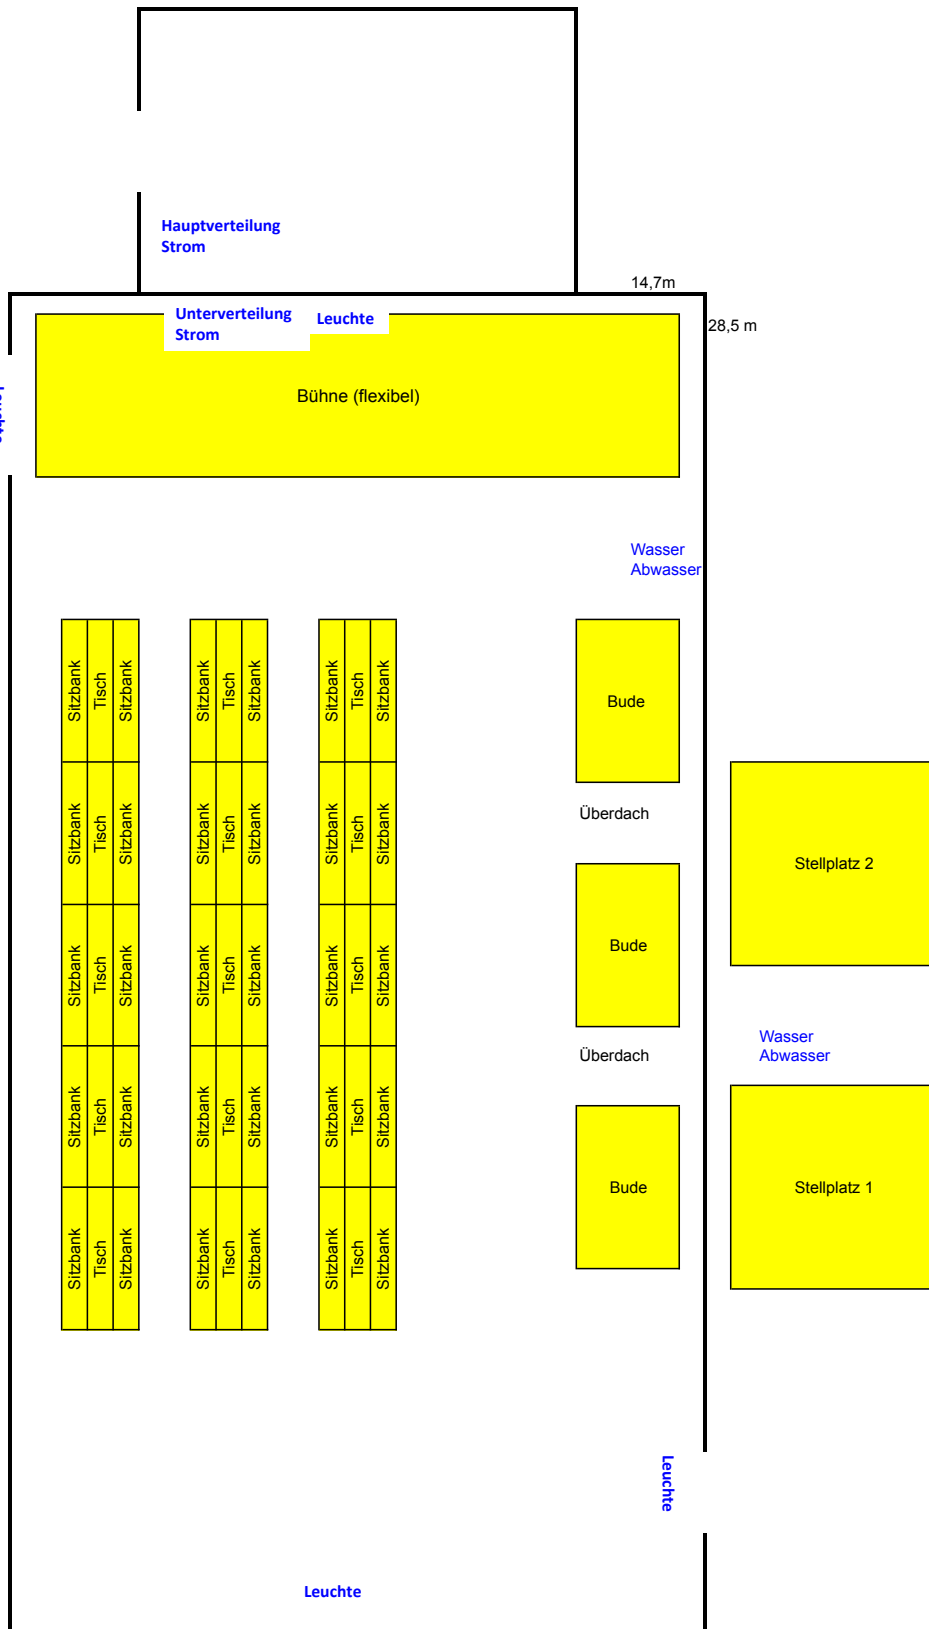 Hauptverteilung
Strom
14,7m
Unterverteilung
Strom
Leuchte
28,5 m
Bühne (flexibel)
Wasser
Abwasser
Sitzbank Tisch Sitzbank Sitzbank Tisch Sitzbank Sitzbank Tisch Sitzbank
Bude
Überdach
Sitzbank Tisch Sitzbank Sitzbank Tisch Sitzbank Sitzbank Tisch Sitzbank
Stellplatz 2
Sitzbank Tisch Sitzbank Sitzbank Tisch Sitzbank Sitzbank Tisch Sitzbank
Bude
Wasser
Abwasser
Überdach
Sitzbank Tisch Sitzbank Sitzbank Tisch Sitzbank Sitzbank Tisch Sitzbank
Bude
Stellplatz 1
Sitzbank Tisch Sitzbank Sitzbank Tisch Sitzbank Sitzbank Tisch Sitzbank
Leuchte
Leuchte